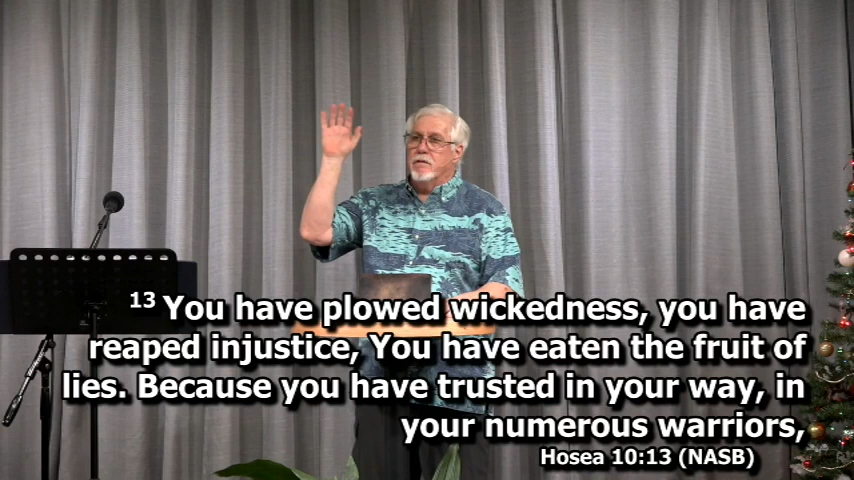 13 You have plowed wickedness, you have
reaped injustice, You have eaten the fruit of
lies. Because you have trusted in your way, in
your numerous warriors,
Hosea 10:13 (NASB)